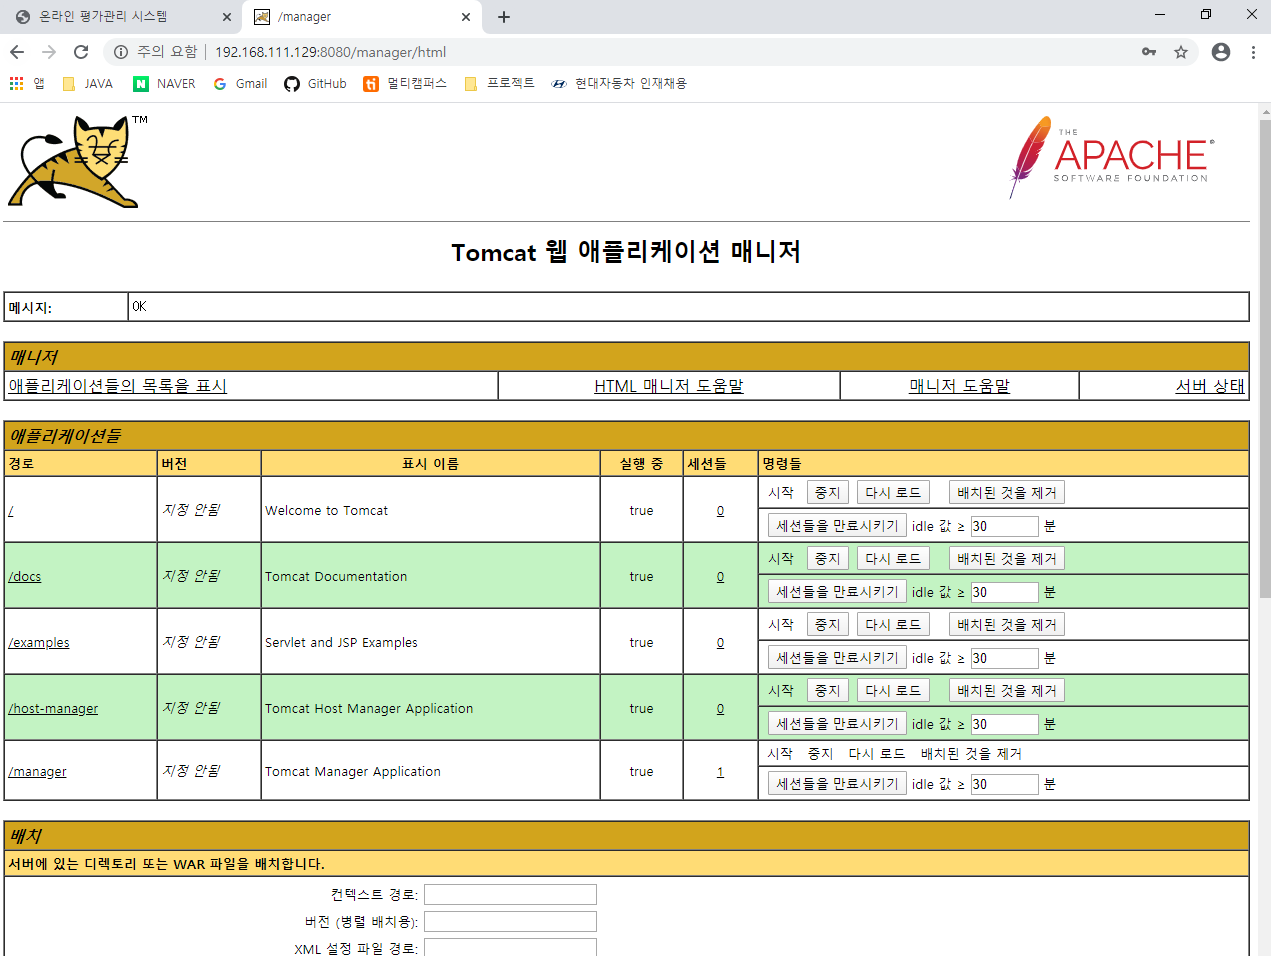 온라인 평가관리 시스템
/manager
주의 요함 192.168.111.129:8080/manager/html
앱 JAVA NAVER Gmail GitHub 멀티캠퍼스 프로젝트 현대자동차 인재채용
TM
THE
APACHE
SOFTWARE FOUNDATION
Tomcat 웹 애플리케이션 매니저
메시지: OK
매니저
애플리케이션들의 목록을 표시 HTML 매니저 도움말 매니저 도움말 서버 상태
애플리케이션들
경로 버전 표시 이름 실행 중 세션들 명령들
/ 지정 안됨 Welcome to Tomcat true 0 시작 중지 다시 로드 배치된 것을 제거
세션들을 만료시키기 idle 값 ≥ 30 분
/docs 지정 안됨 Tomcat Documentation true 0 시작 중지 다시 로드 배치된 것을 제거
세션들을 만료시키기 idle 값 ≥ 30 분
/examples 지정 안됨 Servlet and JSP Examples true 0 시작 중지 다시 로드 배치된 것을 제거
세션들을 만료시키기 idle 값 ≥ 30 분
/host-manager 지정 안됨 Tomcat Host Manager Application true 0 시작 중지 다시 로드 배치된 것을 제거
세션들을 만료시키기 idle 값 ≥ 30 분
/manager 지정 안됨 Tomcat Manager Application true 1 시작 중지 다시 로드 배치된 것을 제거
세션들을 만료시키기 idle 값 ≥ 30 분
배치
서버에 있는 디렉토리 또는 WAR 파일을 배치합니다.
컨텍스트 경로:
버전 (병렬 배치용):
XML 설정 파일 경로: